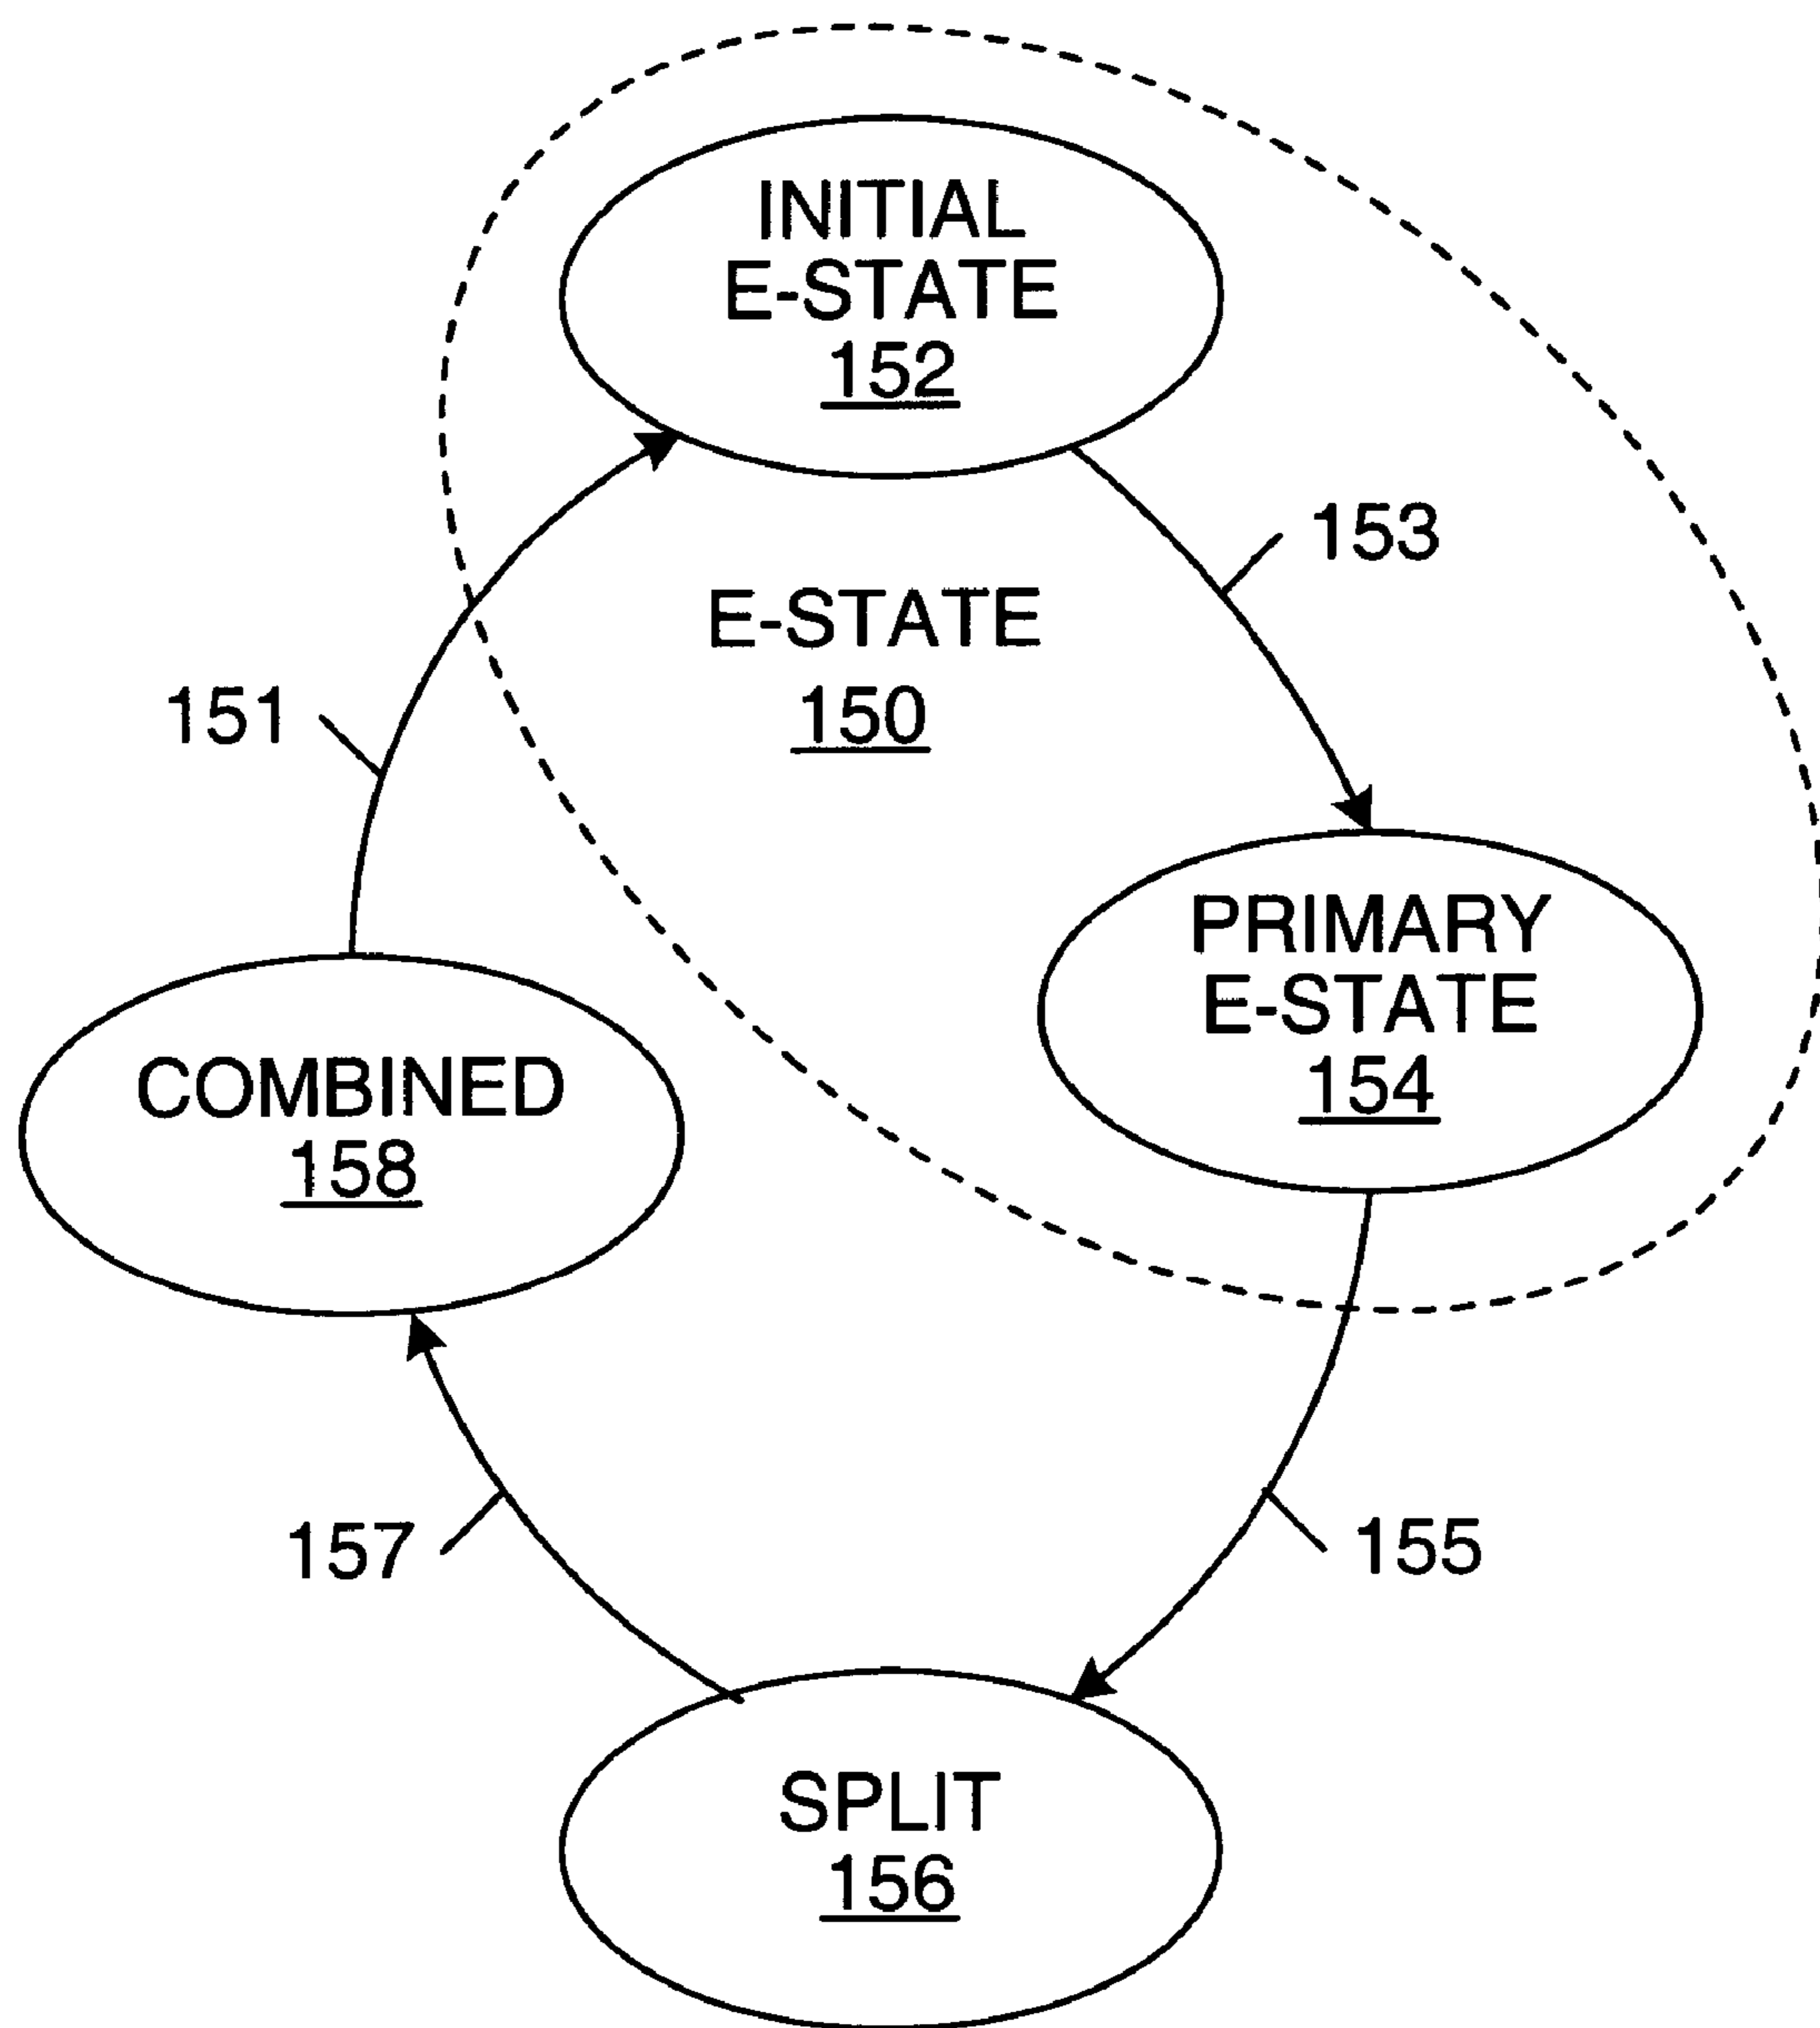 INITIAL
E-STATE
152
153
E-STATE
150
151
PRIMARY
E-STATE
154
COMBINED
158
157
155
SPLIT
156